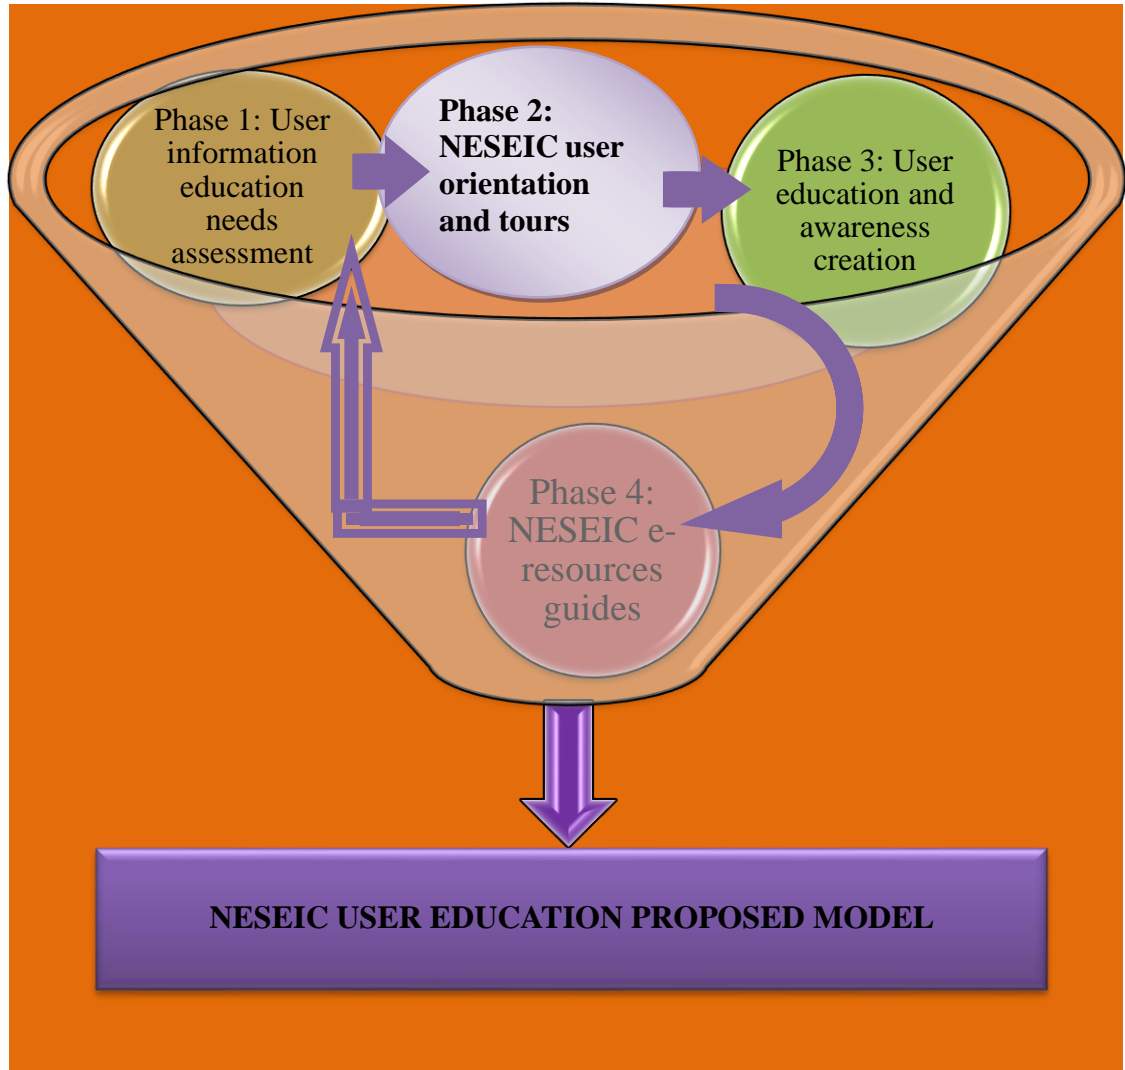 Phase 1: User
information
education
needs
assessment
Phase 2:
NESEIC user
orientation
and tours
Phase 3: User
education and
awareness
creation
Phase 4:
NESEIC e-
resources
guides
NESEIC USER EDUCATION PROPOSED MODEL